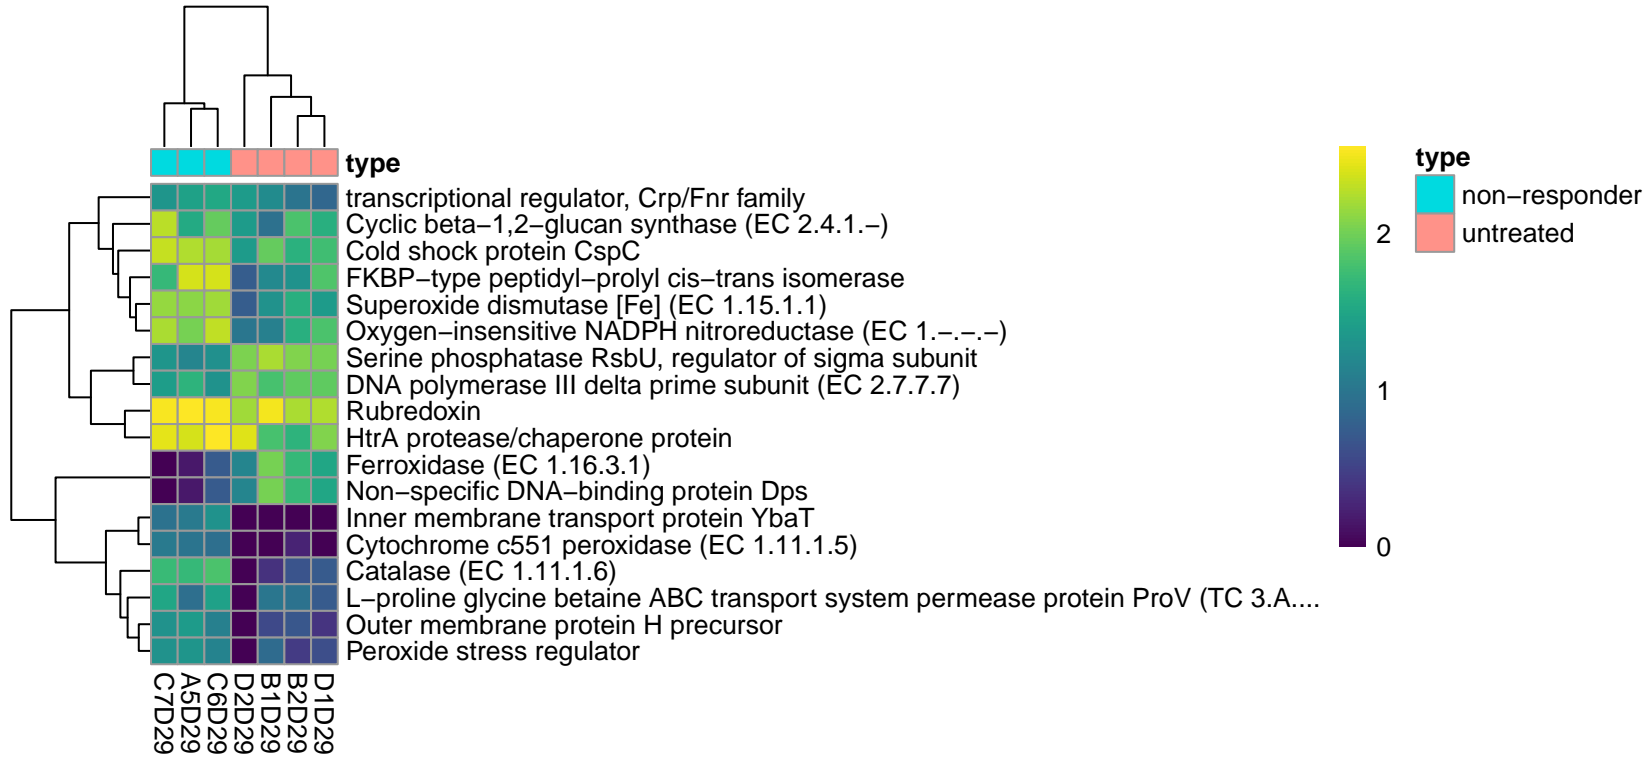 type
transcriptional regulator, Crp/Fnr family
Cyclic beta−1,2−glucan synthase (EC 2.4.1.−)
Cold shock protein CspC
FKBP−type peptidyl−prolyl cis−trans isomerase
Superoxide dismutase [Fe] (EC 1.15.1.1)
Oxygen−insensitive NADPH nitroreductase (EC 1.−.−.−)
Serine phosphatase RsbU, regulator of sigma subunit
DNA polymerase III delta prime subunit (EC 2.7.7.7)
Rubredoxin
HtrA protease/chaperone protein
Ferroxidase (EC 1.16.3.1)
Non−specific DNA−binding protein Dps
Inner membrane transport protein YbaT
Cytochrome c551 peroxidase (EC 1.11.1.5)
Catalase (EC 1.11.1.6)
L−proline glycine betaine ABC transport system permease protein ProV (TC 3.A....
Outer membrane protein H precursor
Peroxide stress regulator
C7D29
A5D29
C6D29
D2D29
B1D29
B2D29
D1D29
2
1
0
type
non−responder
untreated